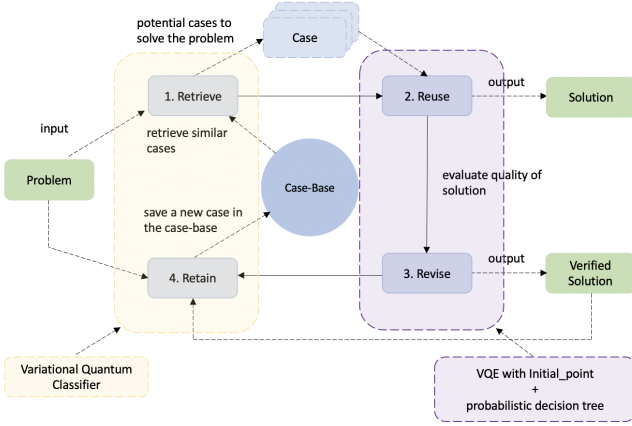 potential cases to
solve the problem
Case
1. Retrieve
2. Reuse
output
Solution
input
retrieve similar
cases
Problem
Case-Base
evaluate quality of
solution
save a new case in
the case-base
4. Retain
3. Revise
output
Verified
Solution
Variational Quantum
Classifier
VQE with Initial_point
+
probabilistic decision tree